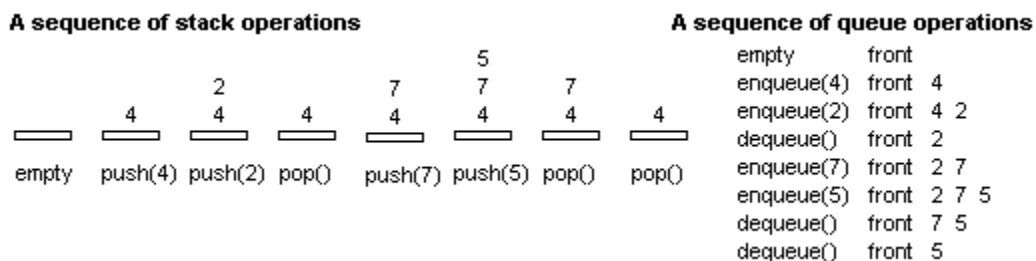 A sequence of stack operations
5
2 7 7 7
4 4 4 4 4 4 4
empty push(4) push(2) pop() push(7) push(5) pop() pop()
A sequence of queue operations
empty front
enqueue(4) front 4
enqueue(2) front 4 2
dequeue() front 2
enqueue(7) front 2 7
enqueue(5) front 2 7 5
dequeue() front 7 5
dequeue() front 5